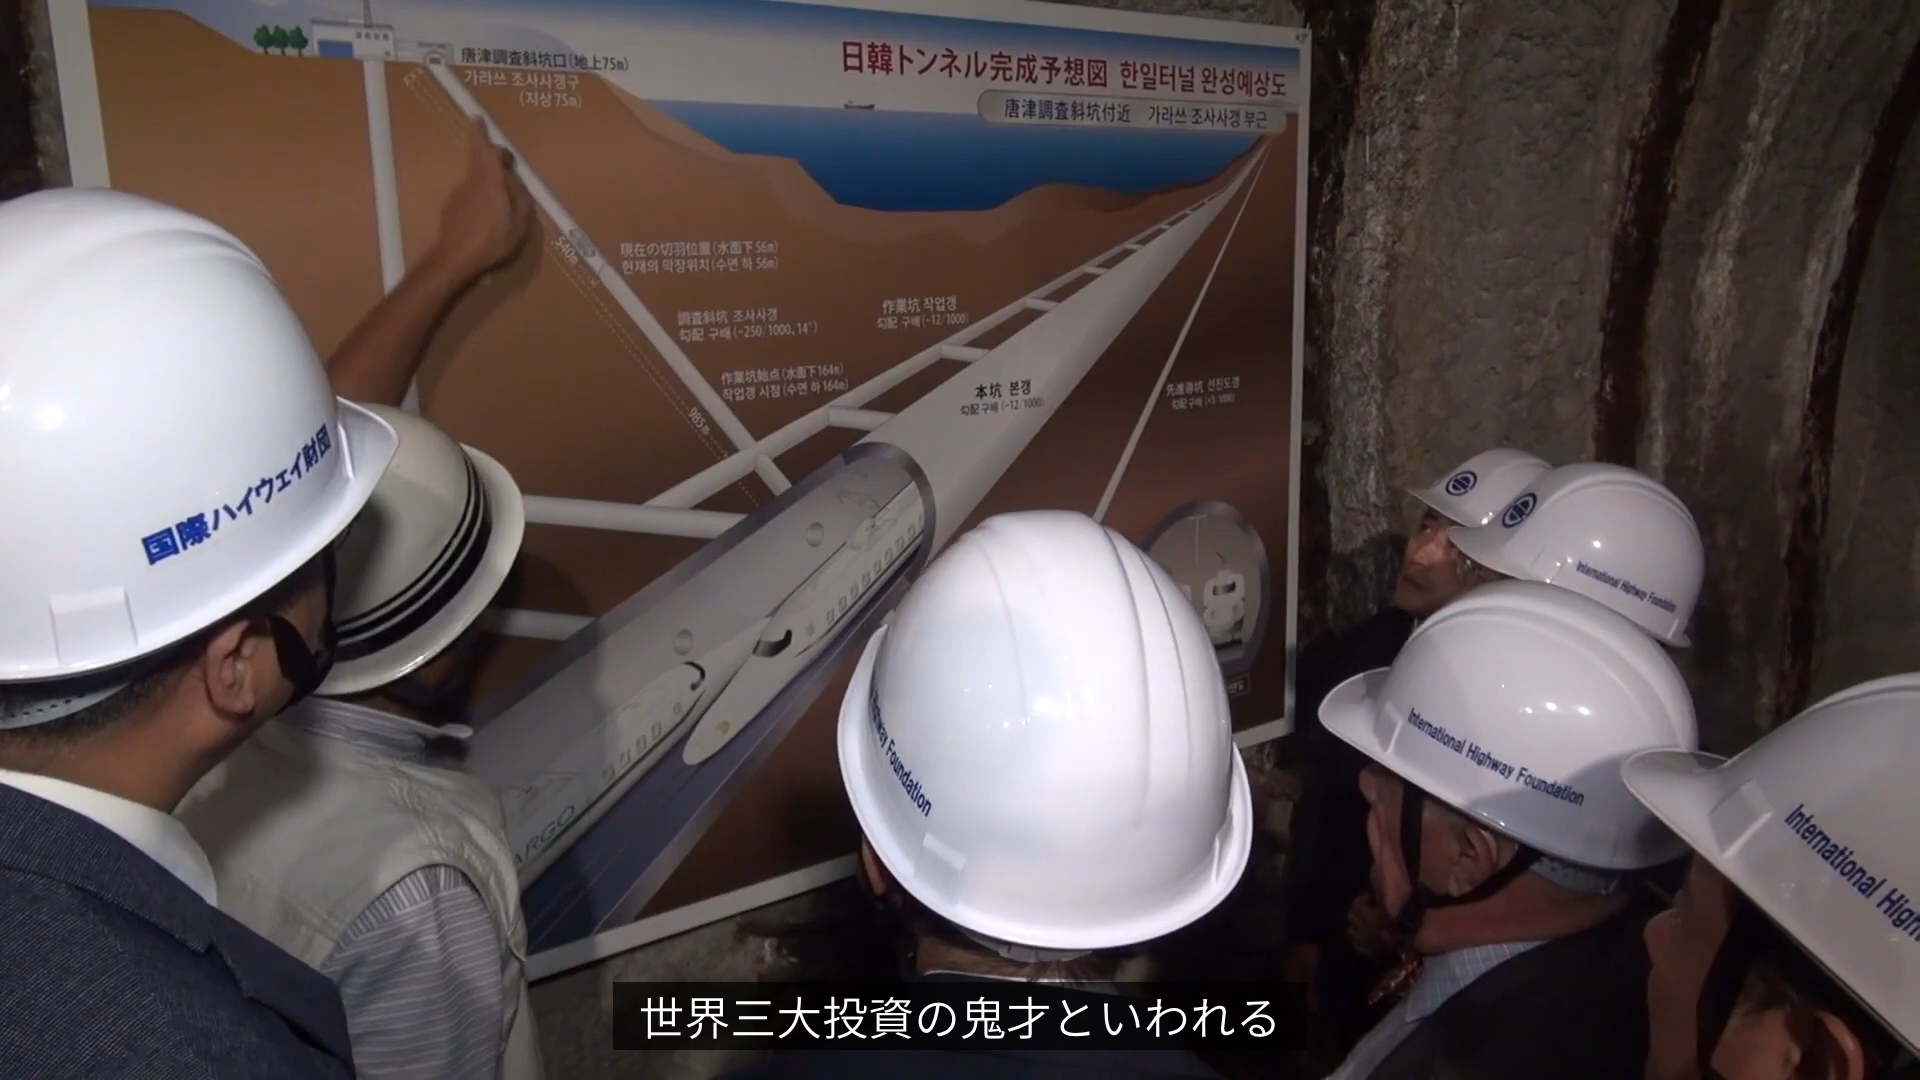 唐津調査斜坑口(地上75m)
가라쓰 조사사갱구
(지상 75m)
日韓トンネル完成予想図 한일터널 완성예상도
唐津調査斜坑付近 가라쓰 조사사갱 부근
540m
現在の切羽位置(水面下56m)
현재의 막장위치(수면 하 56m)
調査斜坑 조사사갱
勾配 구배(-250/1000、14°)
作業坑 작업갱
勾配 구배(-12/1000)
作業坑始点(水面下164m)
작업갱 시점(수면 하 164m)
985m
本坑 본갱
勾配 구배(-12/1000)
先進導坑 선진도갱
勾配 구배
ARGO
国際ハイウェイ財団
Highway Foundation
International Highway Foundation
International Highway Foundation
International High
世界三大投資の鬼才といわれる